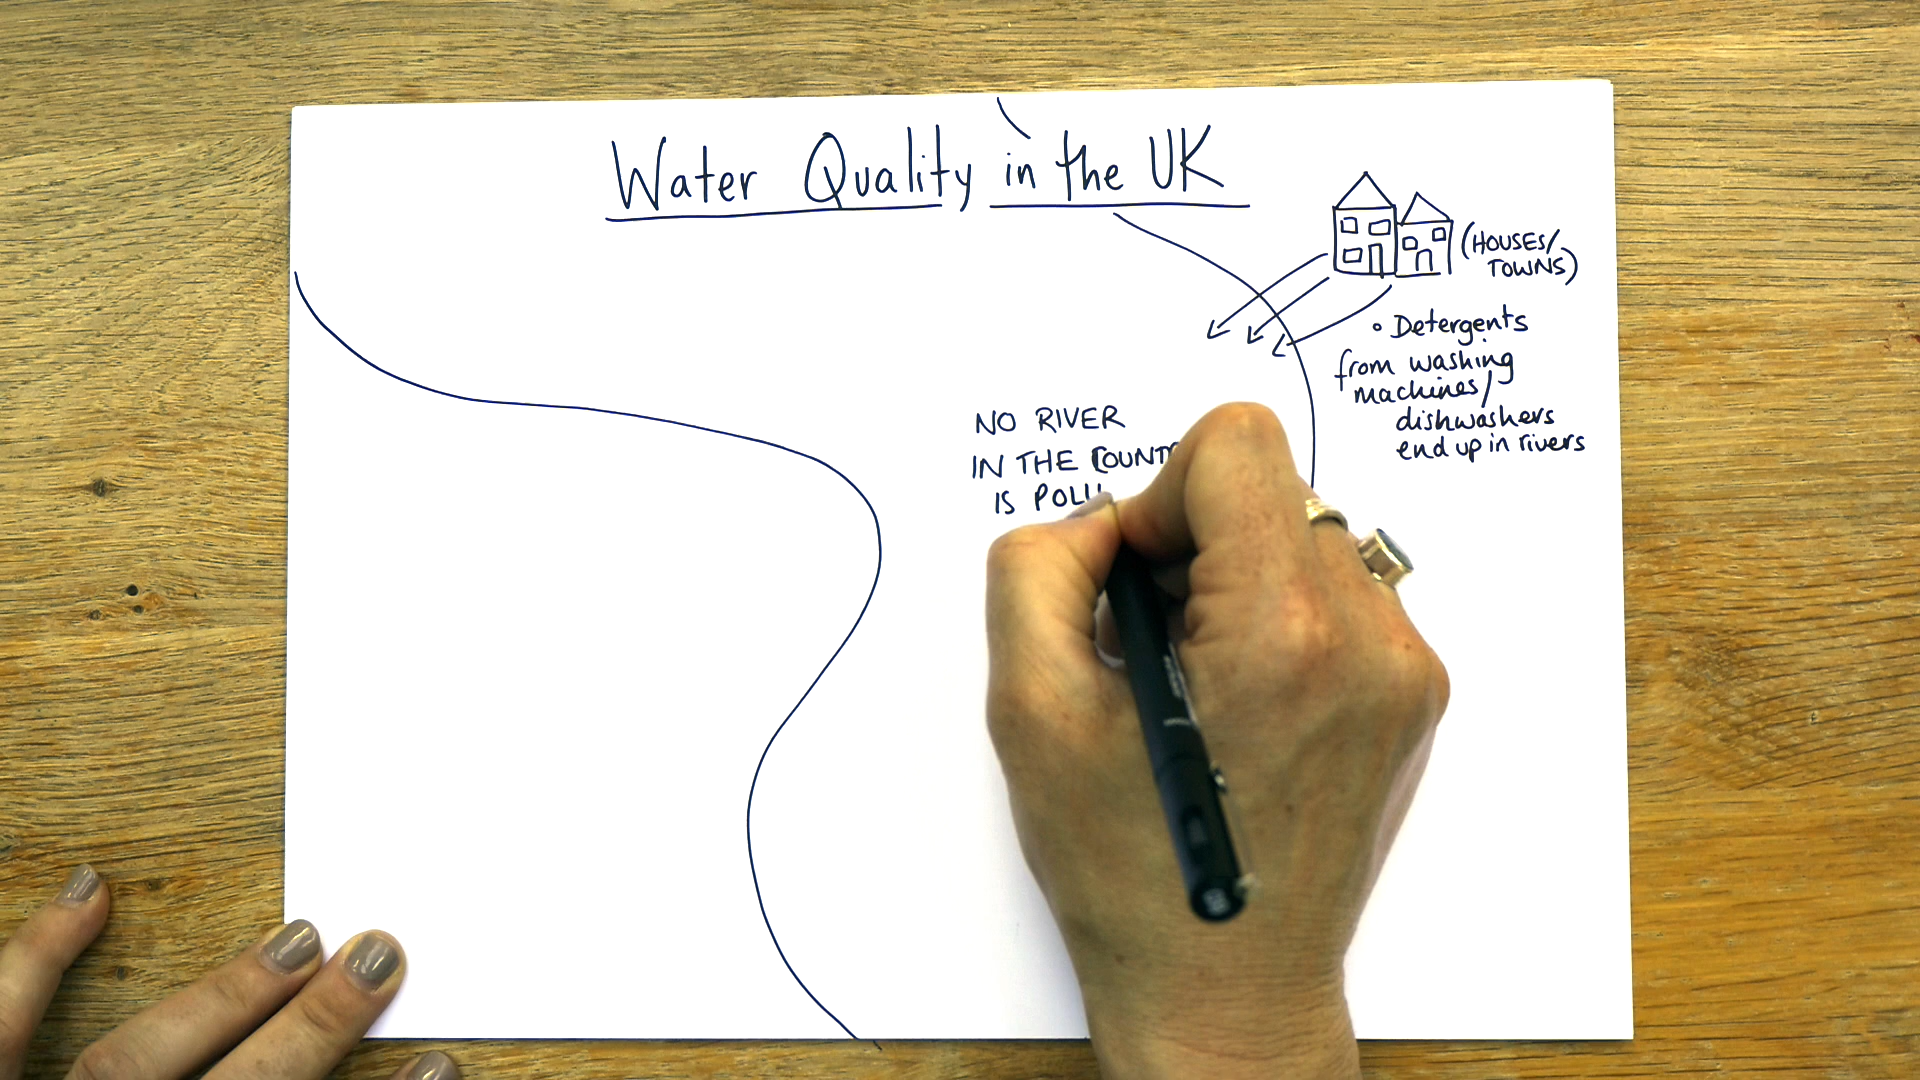 Water Quality in the UK
(HOUSES/
TOWNS)
• Detergents
from washing
machines/
dishwashers
end up in rivers
NO RIVER
IN THE
IS